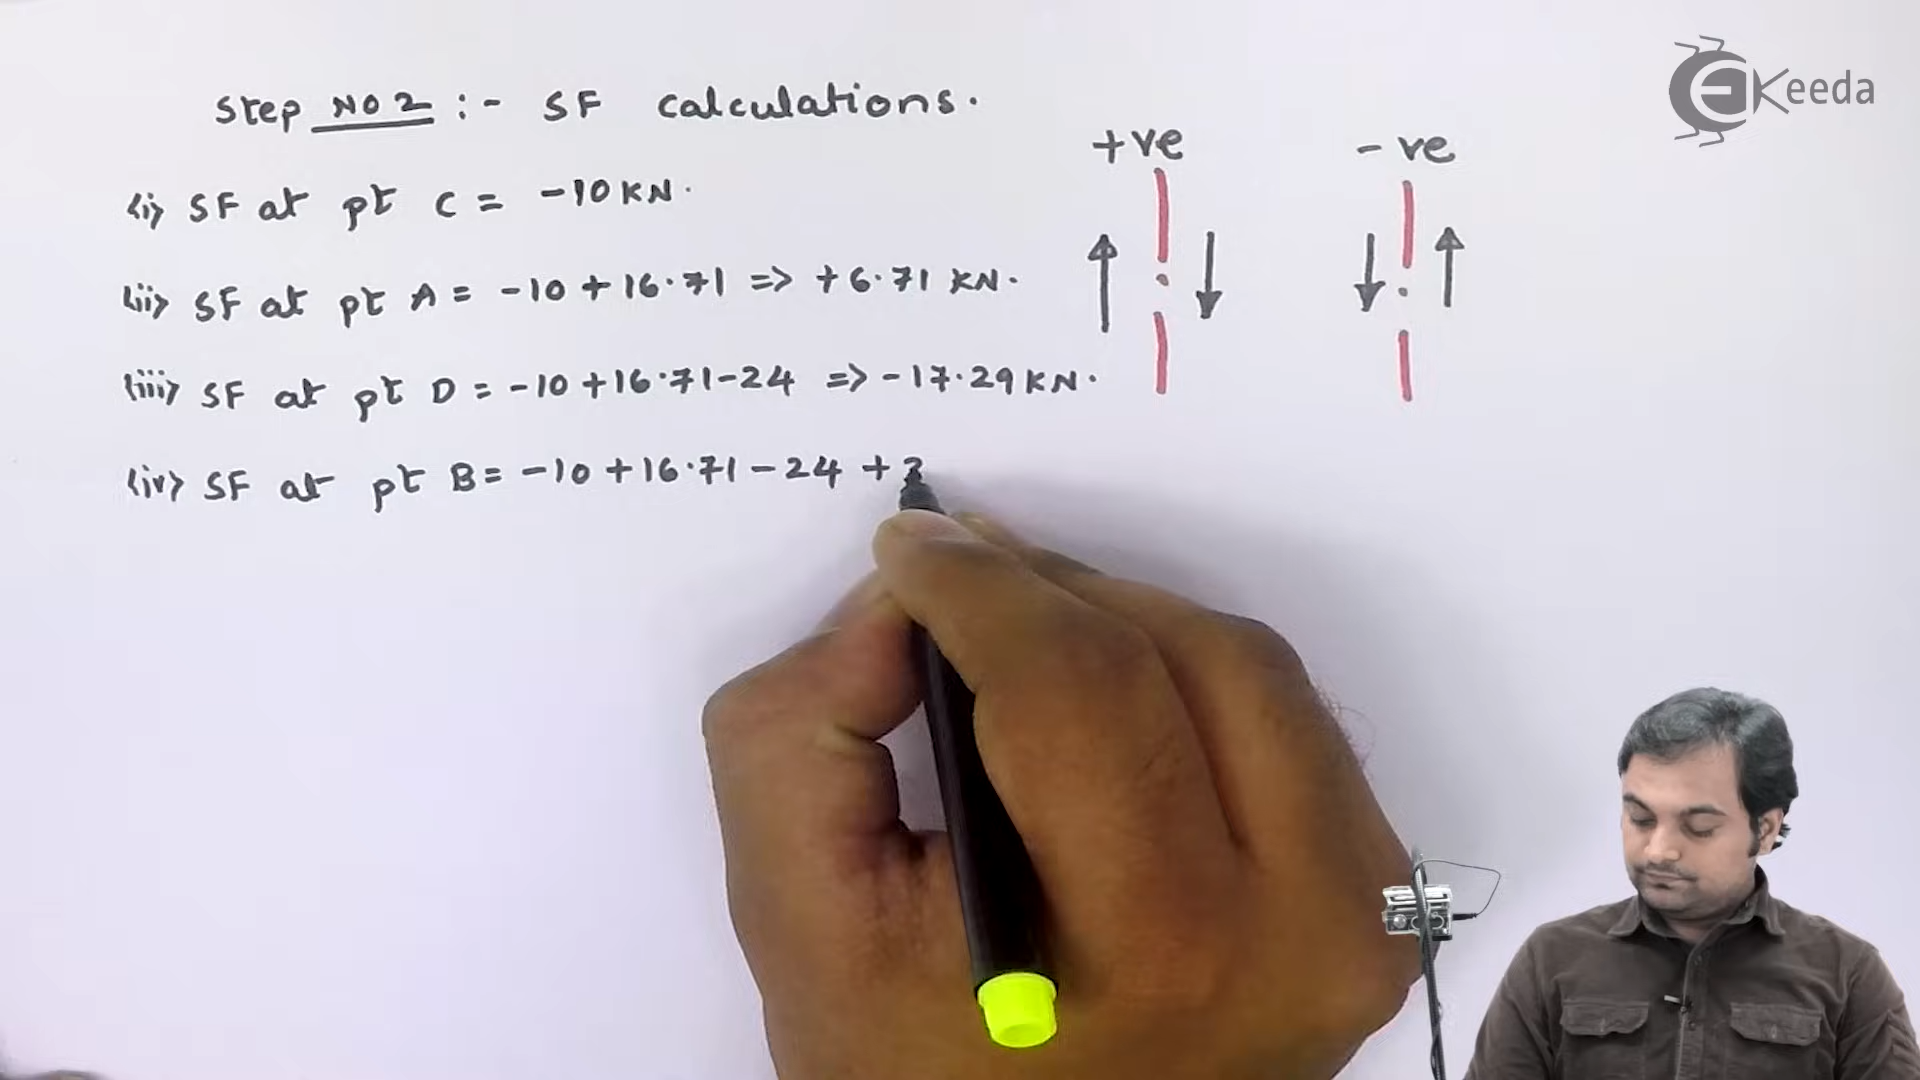 Step NO 2 :- SF calculations.
EKeeda
+ve
-ve
(i) SF at pt C = -10 KN.
(ii) SF at pt A = -10 + 16.71 => +6.71 KN.
(iii) SF at pt D = -10 + 16.71 - 24 => -17.29 KN.
(iv) SF at pt B = -10 + 16.71 - 24 +